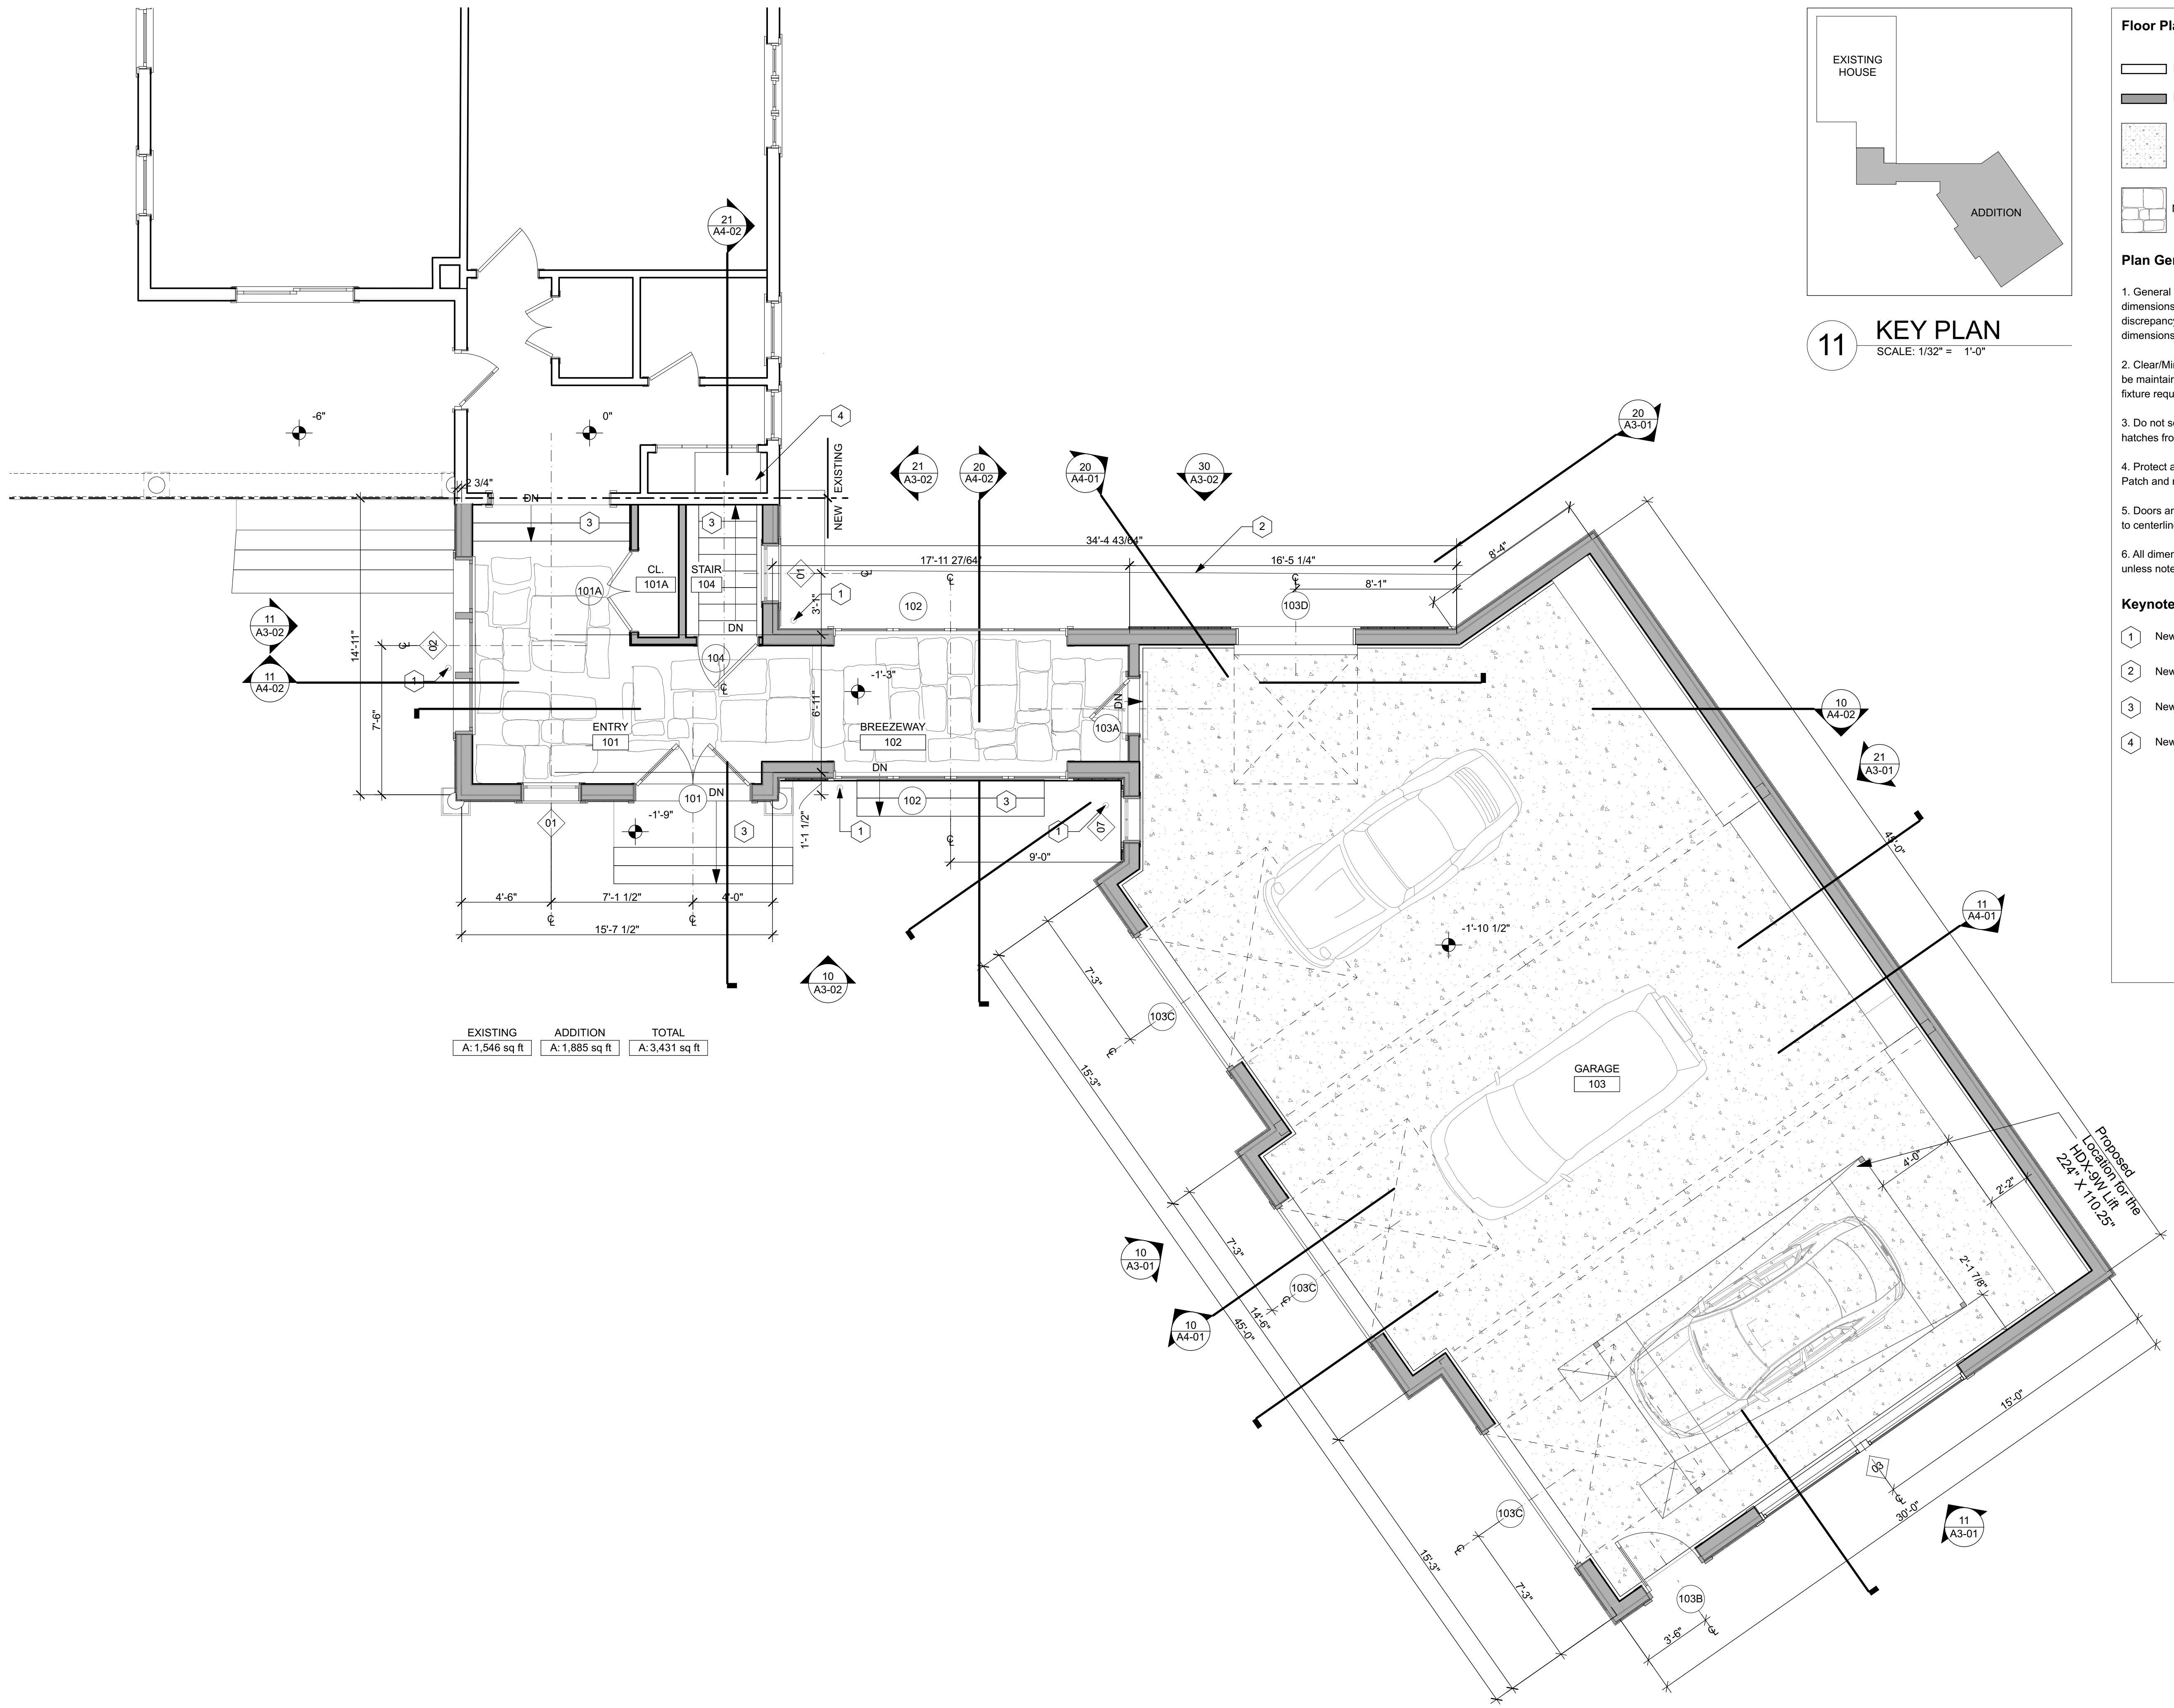 EXISTING
HOUSE
ADDITION
11
KEY PLAN
SCALE: 1/32" = 1'-0"
Floor Pla
Plan Ger
1. General
dimensions
discrepancy
dimensions
2. Clear/Mi
be maintair
fixture requ
3. Do not s
hatches fro
4. Protect a
Patch and r
5. Doors ar
to centerlin
6. All dimer
unless note
Keynote
1 New
2 New
3 New
4 New
21
A4-02
-6"
0"
4
2 3/4"
DN
NEW
EXISTING
21
A3-02
20
A4-02
20
A4-01
30
A3-02
20
A3-01
3
3
2
34'-4 43/64"
17'-11 27/64"
16'-5 1/4"
8'-1"
8'-4"
CL.
101A
101A
STAIR
104
01
3'-1"
1
102
103D
11
A3-02
11
A4-02
14'-11"
7'-6"
02
1
DN
104
6'-11"
-1'-3"
DN
103A
ENTRY
101
BREEZEWAY
102
DN
101
DN
-1'-9"
3
01
1'-1 1/2"
1
102
3
1
07
9'-0"
4'-6"
7'-1 1/2"
4'-0"
15'-7 1/2"
10
A3-02
EXISTING
A: 1,546 sq ft
ADDITION
A: 1,885 sq ft
TOTAL
A: 3,431 sq ft
10
A4-02
21
A3-01
45'-0"
11
A4-01
-1'-10 1/2"
GARAGE
103
7'-3"
103C
15'-3"
10
A3-01
10
A4-01
7'-3"
103C
14'-6"
45'-0"
103C
15'-3"
7'-3"
Proposed
Location for the
HDX-9W Lift
224" X 110.25"
4'-0"
2'-2"
2'-1 7/8"
15'-0"
03
30'-0"
11
A3-01
103B
3'-6"